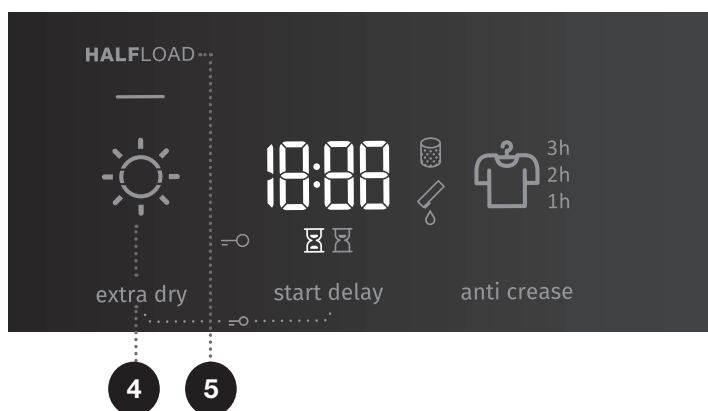 HALFLOAD
18:88
3h
2h
1h
extra dry
start delay
anti crease
4
5